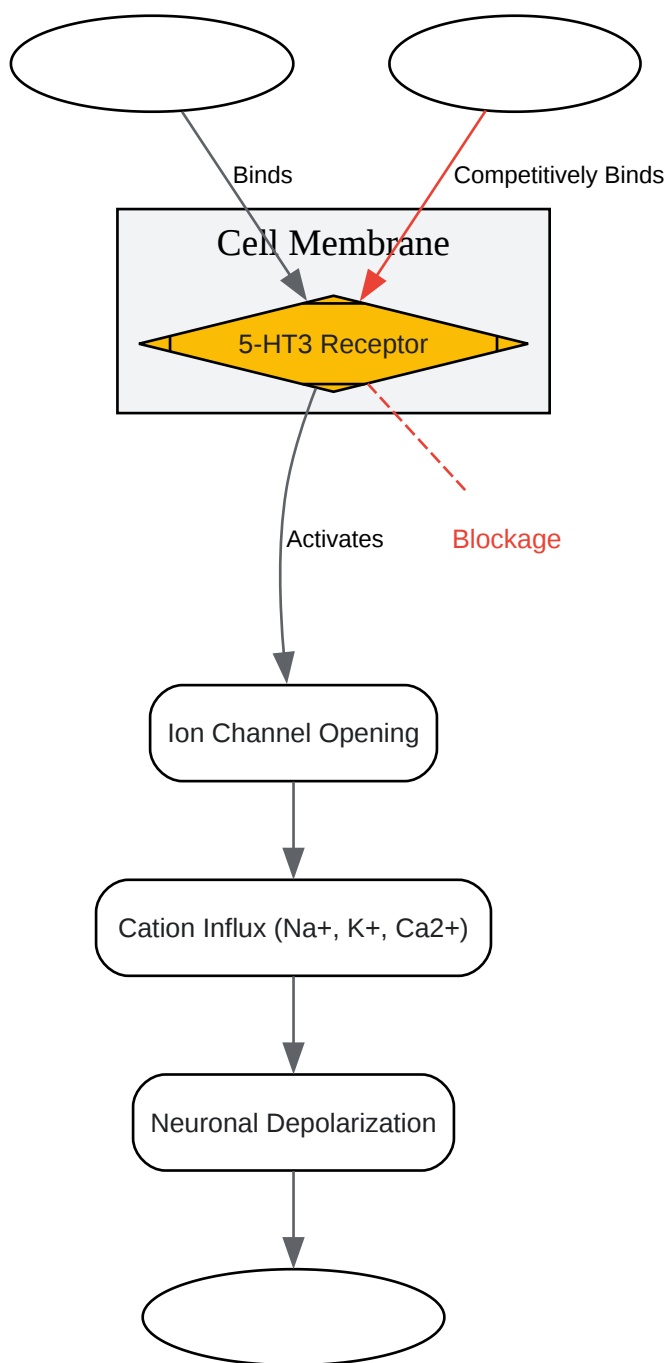 Binds
Competitively Binds
Cell Membrane
5-HT3 Receptor
Activates
Blockage
Ion Channel Opening
Cation Influx (Na+, K+, Ca2+)
Neuronal Depolarization